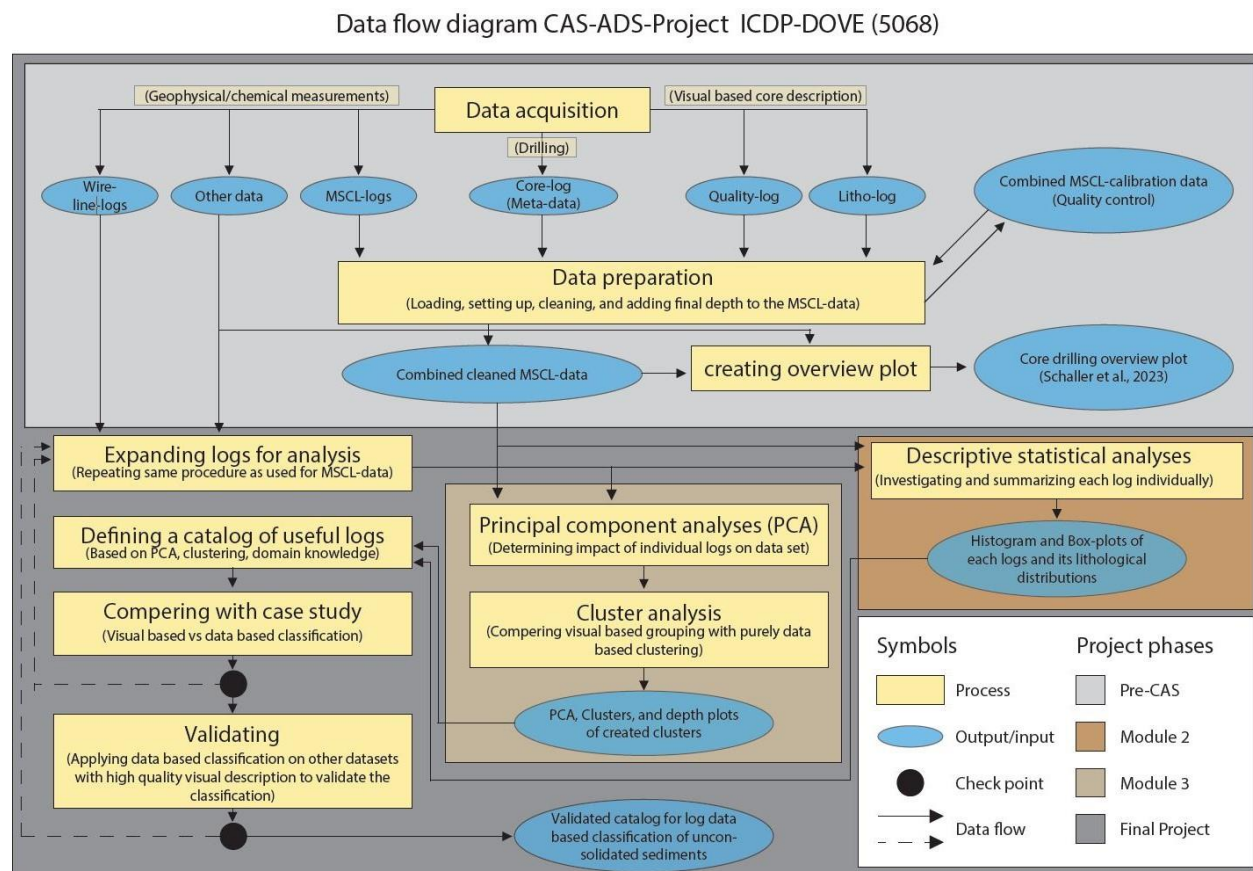 Data flow diagram CAS-ADS-Project ICDP-DOVE (5068)
(Geophysical/chemical measurements)
Data acquisition
(Visual based core description)
(Drilling)
Wire-
line-logs
Other data
MSCL-logs
Core-log
(Meta-data)
Quality-log
Litho-log
Combined MSCL-calibration data
(Quality control)
Data preparation
(Loading, setting up, cleaning, and adding final depth to the MSCL-data)
Combined cleaned MSCL-data
creating overview plot
Core drilling overview plot
(Schaller et al., 2023)
Expanding logs for analysis
(Repeating same procedure as used for MSCL-data)
Descriptive statistical analyses
(Investigating and summarizing each log individually)
Defining a catalog of useful logs
(Based on PCA, clustering, domain knowledge)
Principal component analyses (PCA)
(Determining impact of individual logs on data set)
Histogram and Box-plots of
each logs and its lithological
distributions
Compering with case study
(Visual based vs data based classification)
Cluster analysis
(Compering visual based grouping with purely data
based clustering)
PCA, Clusters, and depth plots
of created clusters
Validating
(Applying data based classification on other datasets
with high quality visual description to validate the
classification)
Validated catalog for log data
based classification of uncon-
solidated sediments
Symbols
Process
Output/input
Check point
Data flow
Project phases
Pre-CAS
Module 2
Module 3
Final Project